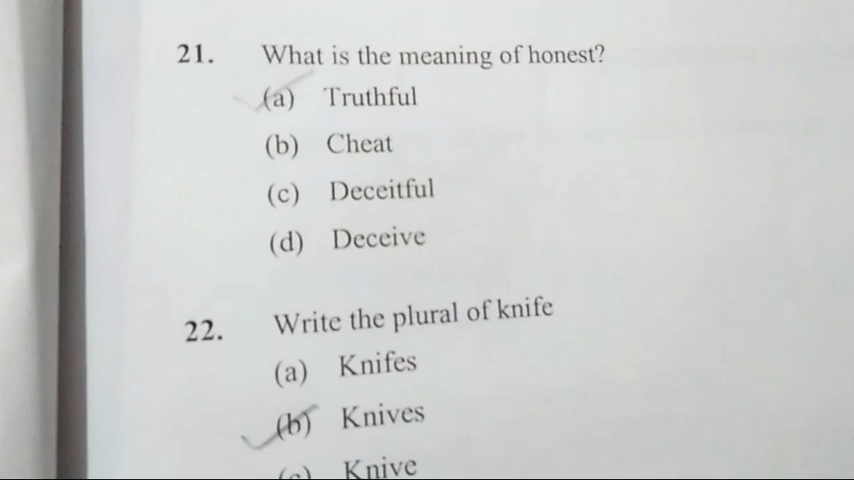 21. What is the meaning of honest?
(a) Truthful
(b) Cheat
(c) Deceitful
(d) Deceive
22. Write the plural of knife
(a) Knifes
(b) Knives
(c) Knive